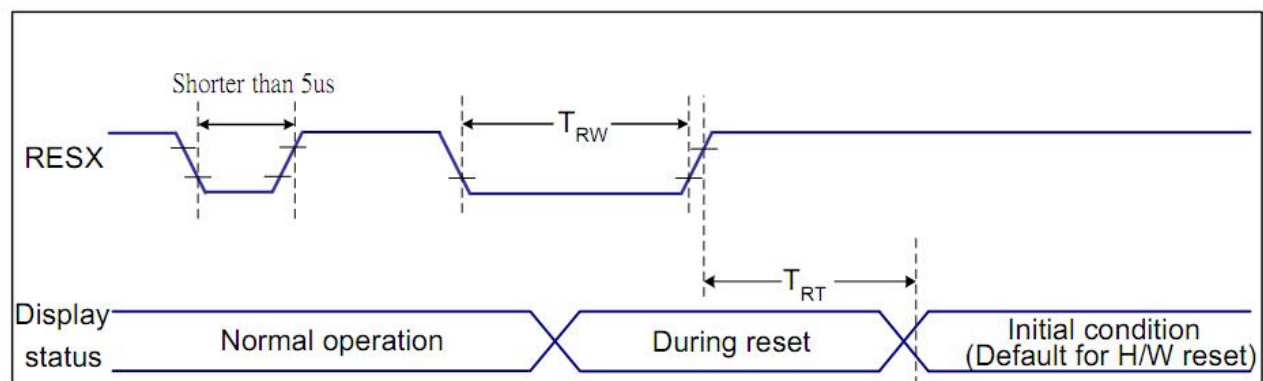 Shorter than 5us
RESX
TRW
TRT
Display
status
Normal operation
During reset
Initial condition
(Default for H/W reset)